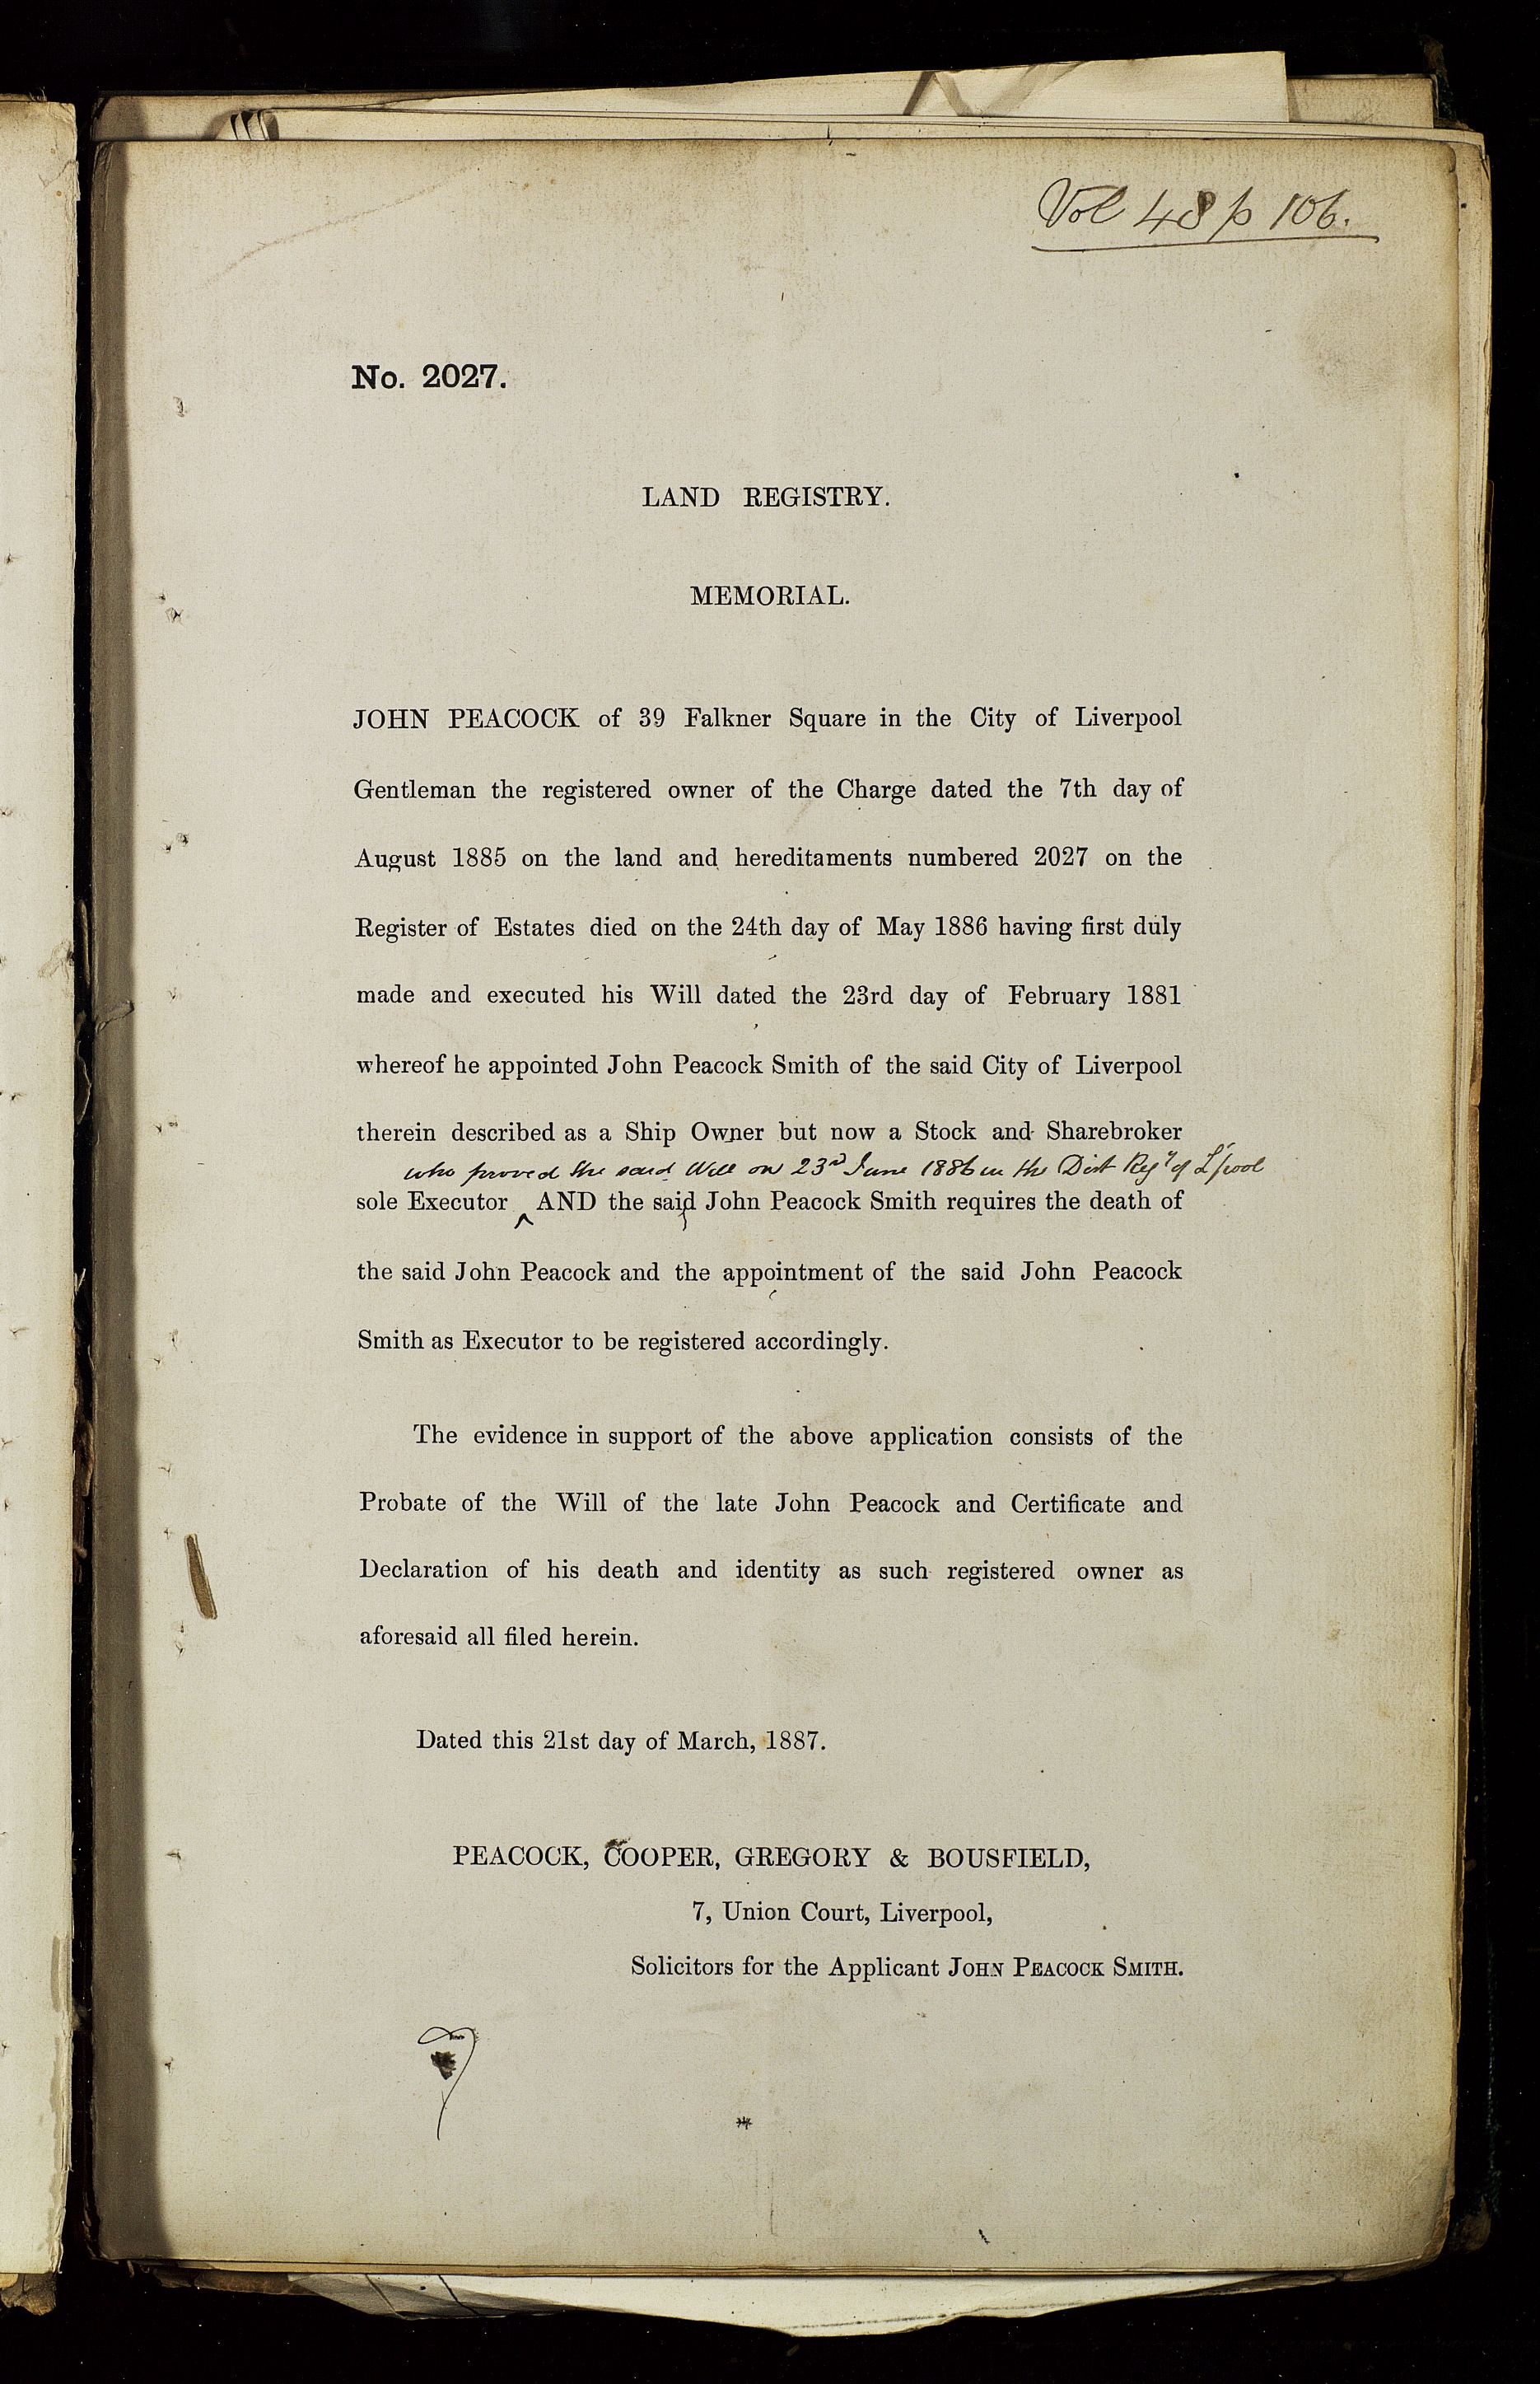 Vol 48 p 106.
No. 2027.
LAND REGISTRY.
MEMORIAL.
JOHN PEACOCK of 39 Falkner Square in the City of Liverpool
Gentleman the registered owner of the Charge dated the 7th day of
August 1885 on the land and hereditaments numbered 2027 on the
Register of Estates died on the 24th day of May 1886 having first duly
made and executed his Will dated the 23rd day of February 1881
whereof he appointed John Peacock Smith of the said City of Liverpool
therein described as a Ship Owner but now a Stock and Sharebroker
who proved the said Will on 23rd June 1886 in the Dist Regy of L'pool
sole Executor ^ AND the said John Peacock Smith requires the death of
the said John Peacock and the appointment of the said John Peacock
Smith as Executor to be registered accordingly.
The evidence in support of the above application consists of the
Probate of the Will of the late John Peacock and Certificate and
Declaration of his death and identity as such registered owner as
aforesaid all filed herein.
Dated this 21st day of March, 1887.
PEACOCK, COOPER, GREGORY & BOUSFIELD,
7, Union Court, Liverpool,
Solicitors for the Applicant JOHN PEACOCK SMITH.